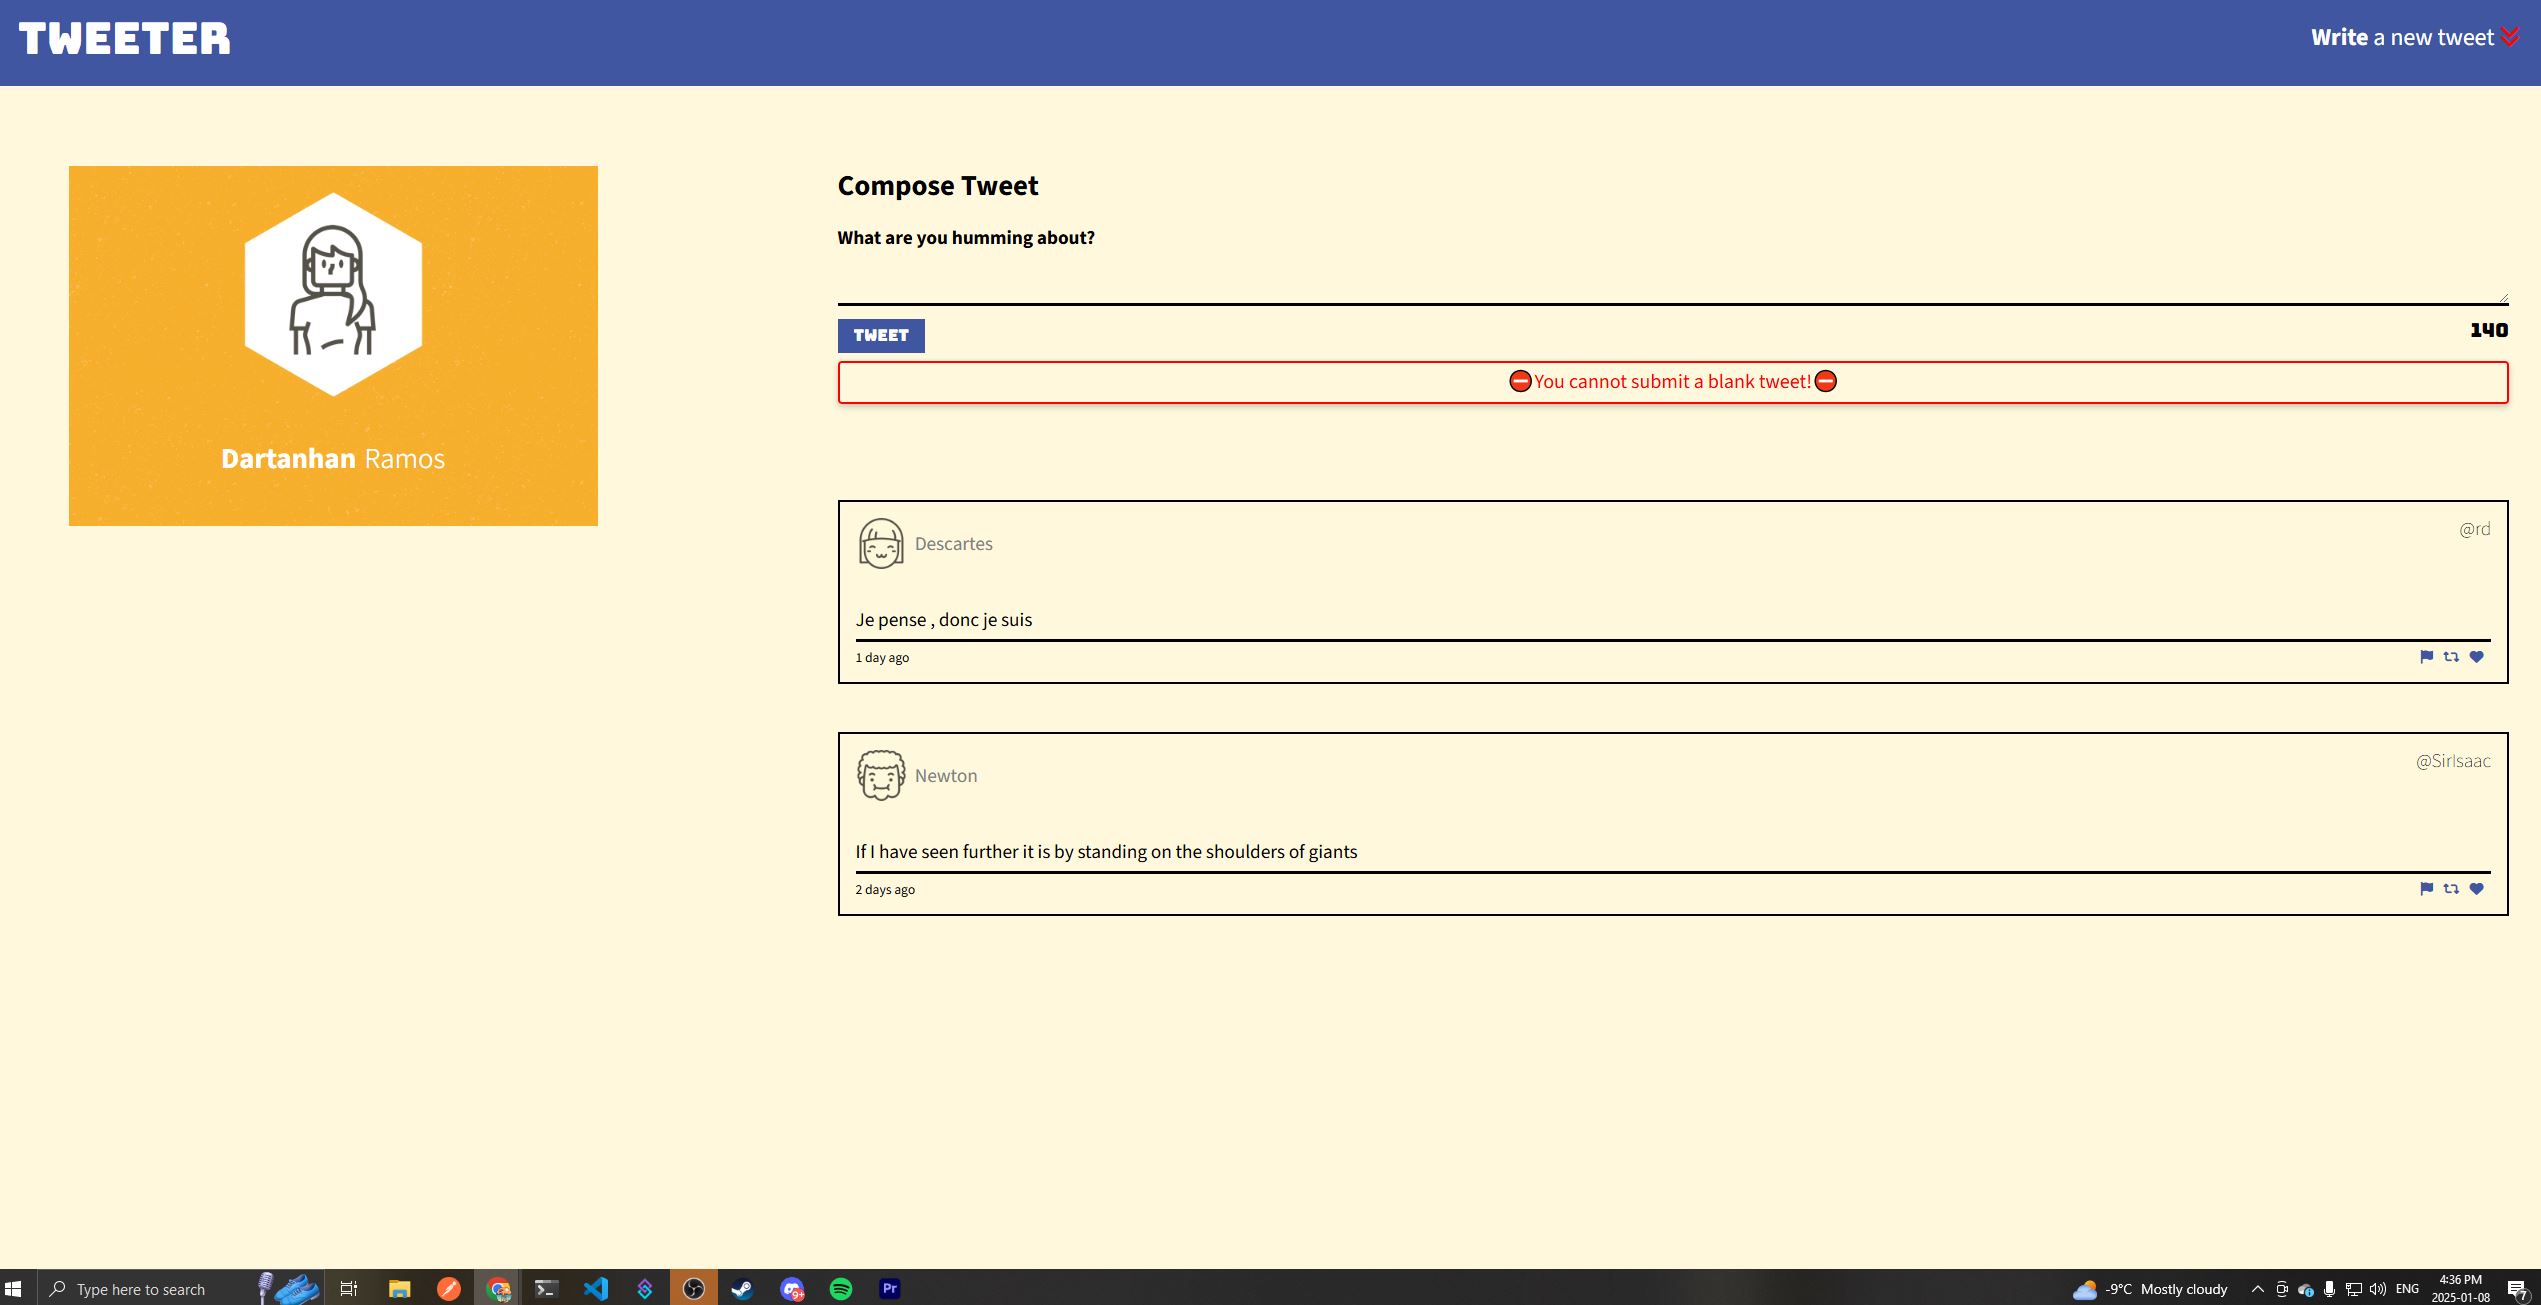 TWEETER
Write a new tweet
Dartanhan Ramos
Compose Tweet
What are you humming about?
TWEET
140
⛔You cannot submit a blank tweet!⛔
Descartes
@rd
Je pense , donc je suis
1 day ago
Newton
@SirIsaac
If I have seen further it is by standing on the shoulders of giants
2 days ago
Type here to search
9+
Pr
-9°C Mostly cloudy
ENG
4:36 PM
2025-01-08
7